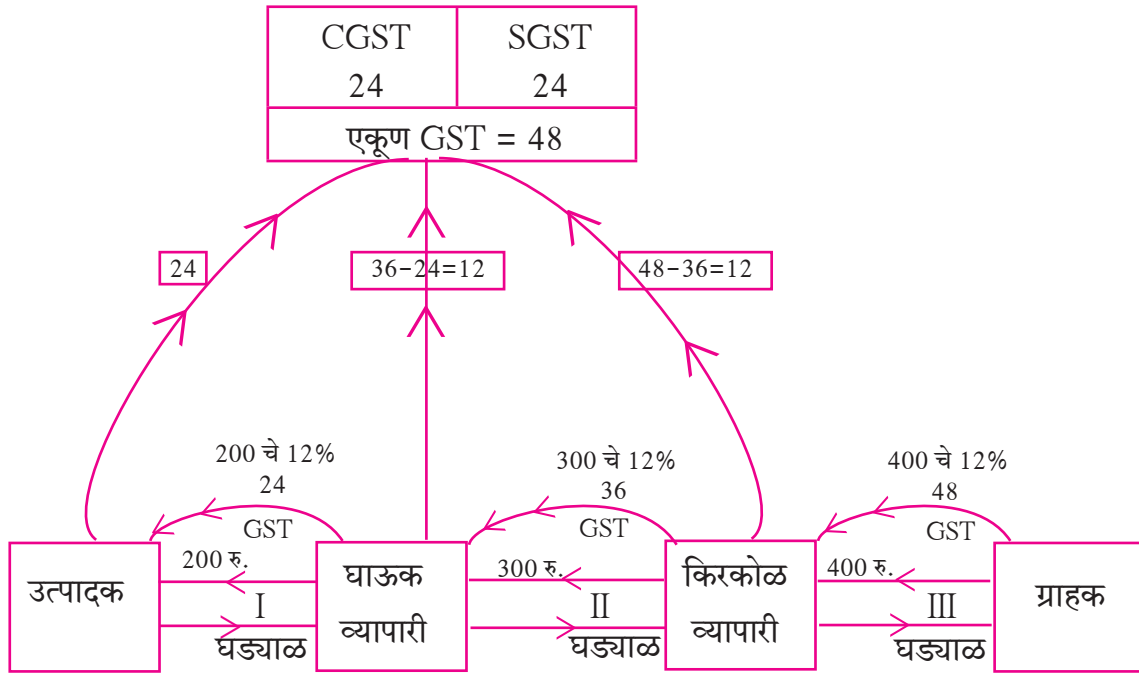 CGST SGST
24 24
एकूण GST = 48
24 36-24=12 48-36=12
200 चे 12% 300 चे 12% 400 चे 12%
24 36 48
GST GST GST
200 रु. 300 रु. 400 रु.
उत्पादक घाऊक किरकोळ ग्राहक
I II III
व्यापारी व्यापारी
घड्याळ घड्याळ घड्याळ